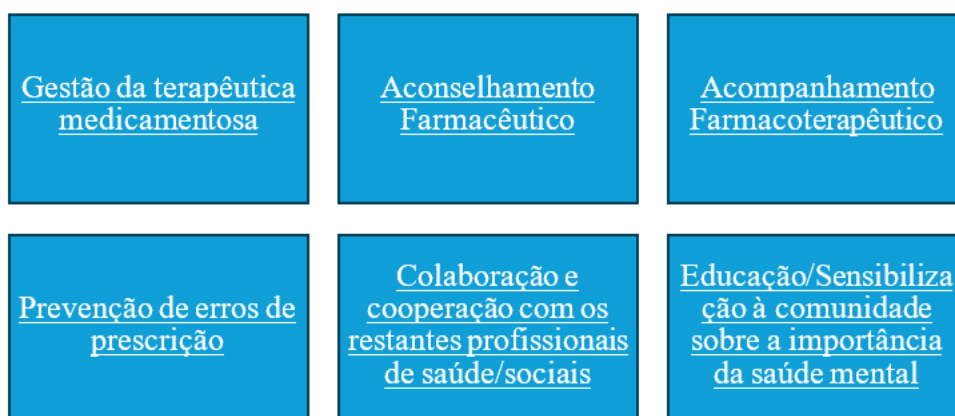 Gestão da terapêutica
medicamentosa
Aconselhamento
Farmacêutico
Acompanhamento
Farmacoterapêutico
Prevenção de erros de
prescrição
Colaboração e
cooperação com os
restantes profissionais
de saúde/sociais
Educação/Sensibiliza
ção à comunidade
sobre a importância
da saúde mental